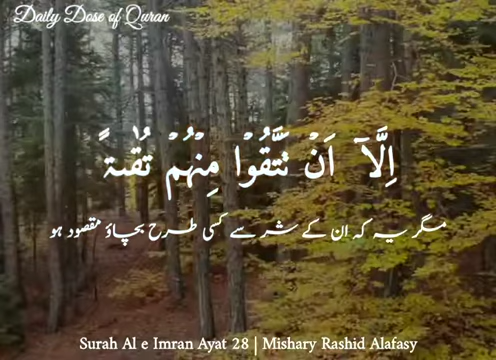 Daily Dose of Quran
اِلَّاۤ اَنْ تَتَّقُوْا مِنْهُمْ تُقٰىةً
مگر یہ کہ ان کے شر سے کسی طرح بچاؤ مقصود ہو
Surah Al e Imran Ayat 28 | Mishary Rashid Alafasy